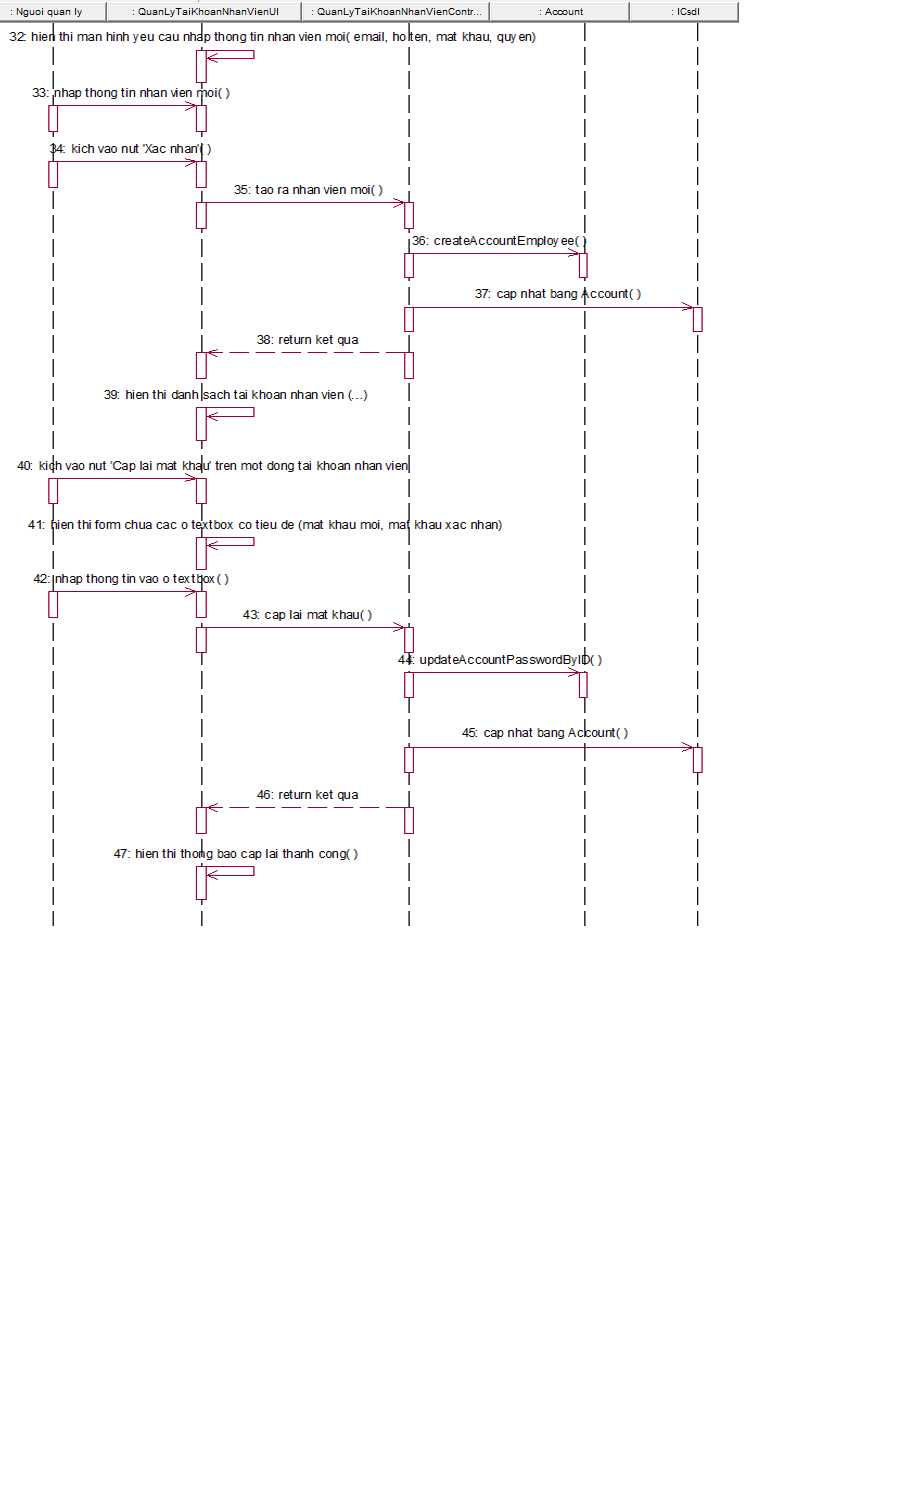 : Nguoi quan ly
: QuanLyTaiKhoanNhanVienUI
: QuanLyTaiKhoanNhanVienContr...
: Account
: ICsdl
32: hien thi man hinh yeu cau nhap thong tin nhan vien moi( email, ho ten, mat khau, quyen)
33: nhap thong tin nhan vien moi( )
34: kich vao nut 'Xac nhan'( )
35: tao ra nhan vien moi( )
36: createAccountEmployee( )
37: cap nhat bang Account( )
38: return ket qua
39: hien thi danh sach tai khoan nhan vien (...)
40: kich vao nut 'Cap lai mat khau' tren mot dong tai khoan nhan vien
41: hien thi form chua cac o textbox co tieu de (mat khau moi, mat khau xac nhan)
42: nhap thong tin vao o textbox( )
43: cap lai mat khau( )
44: updateAccountPasswordByID( )
45: cap nhat bang Account( )
46: return ket qua
47: hien thi thong bao cap lai thanh cong( )